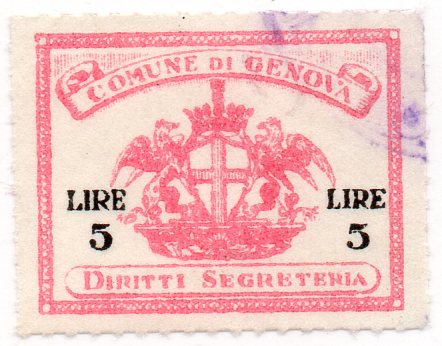 COMUNE DI GENOVA
LIRE LIRE
5 5
DIRITTI SEGRETERIA